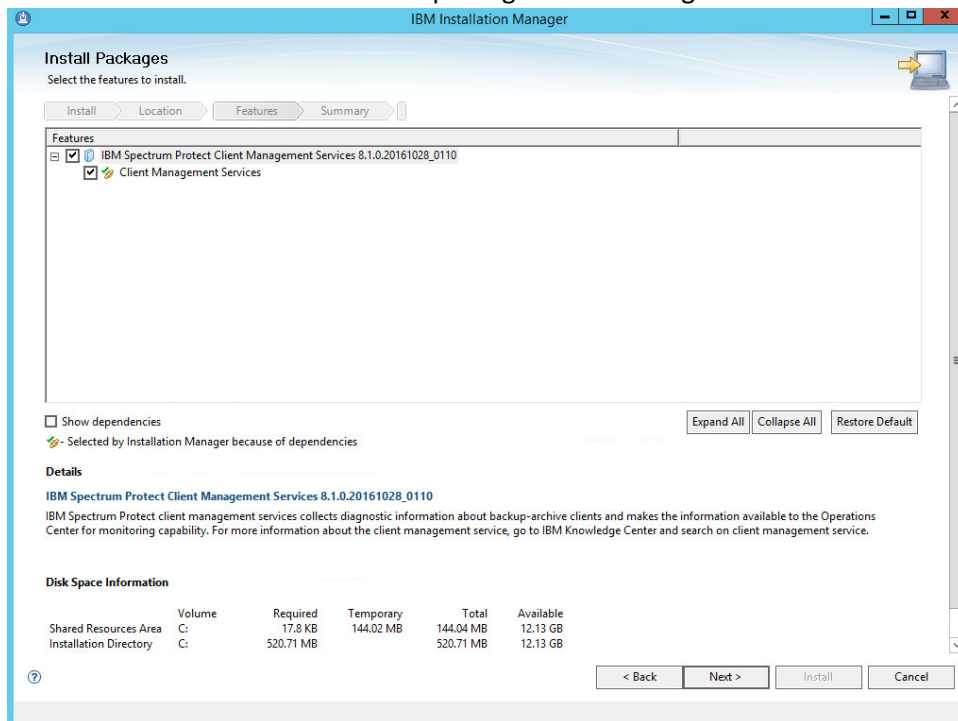 IBM Installation Manager
Install Packages
Select the features to install.
Install Location Features Summary
Features
IBM Spectrum Protect Client Management Services 8.1.0.20161028_0110
Client Management Services
Show dependencies
Expand All Collapse All Restore Default
- Selected by Installation Manager because of dependencies
Details
IBM Spectrum Protect Client Management Services 8.1.0.20161028_0110
IBM Spectrum Protect client management services collects diagnostic information about backup-archive clients and makes the information available to the Operations
Center for monitoring capability. For more information about the client management service, go to IBM Knowledge Center and search on client management service.
Disk Space Information
Volume Required Temporary Total Available
Shared Resources Area C: 17.8 KB 144.02 MB 144.04 MB 12.13 GB
Installation Directory C: 520.71 MB 520.71 MB 12.13 GB
? < Back Next > Install Cancel